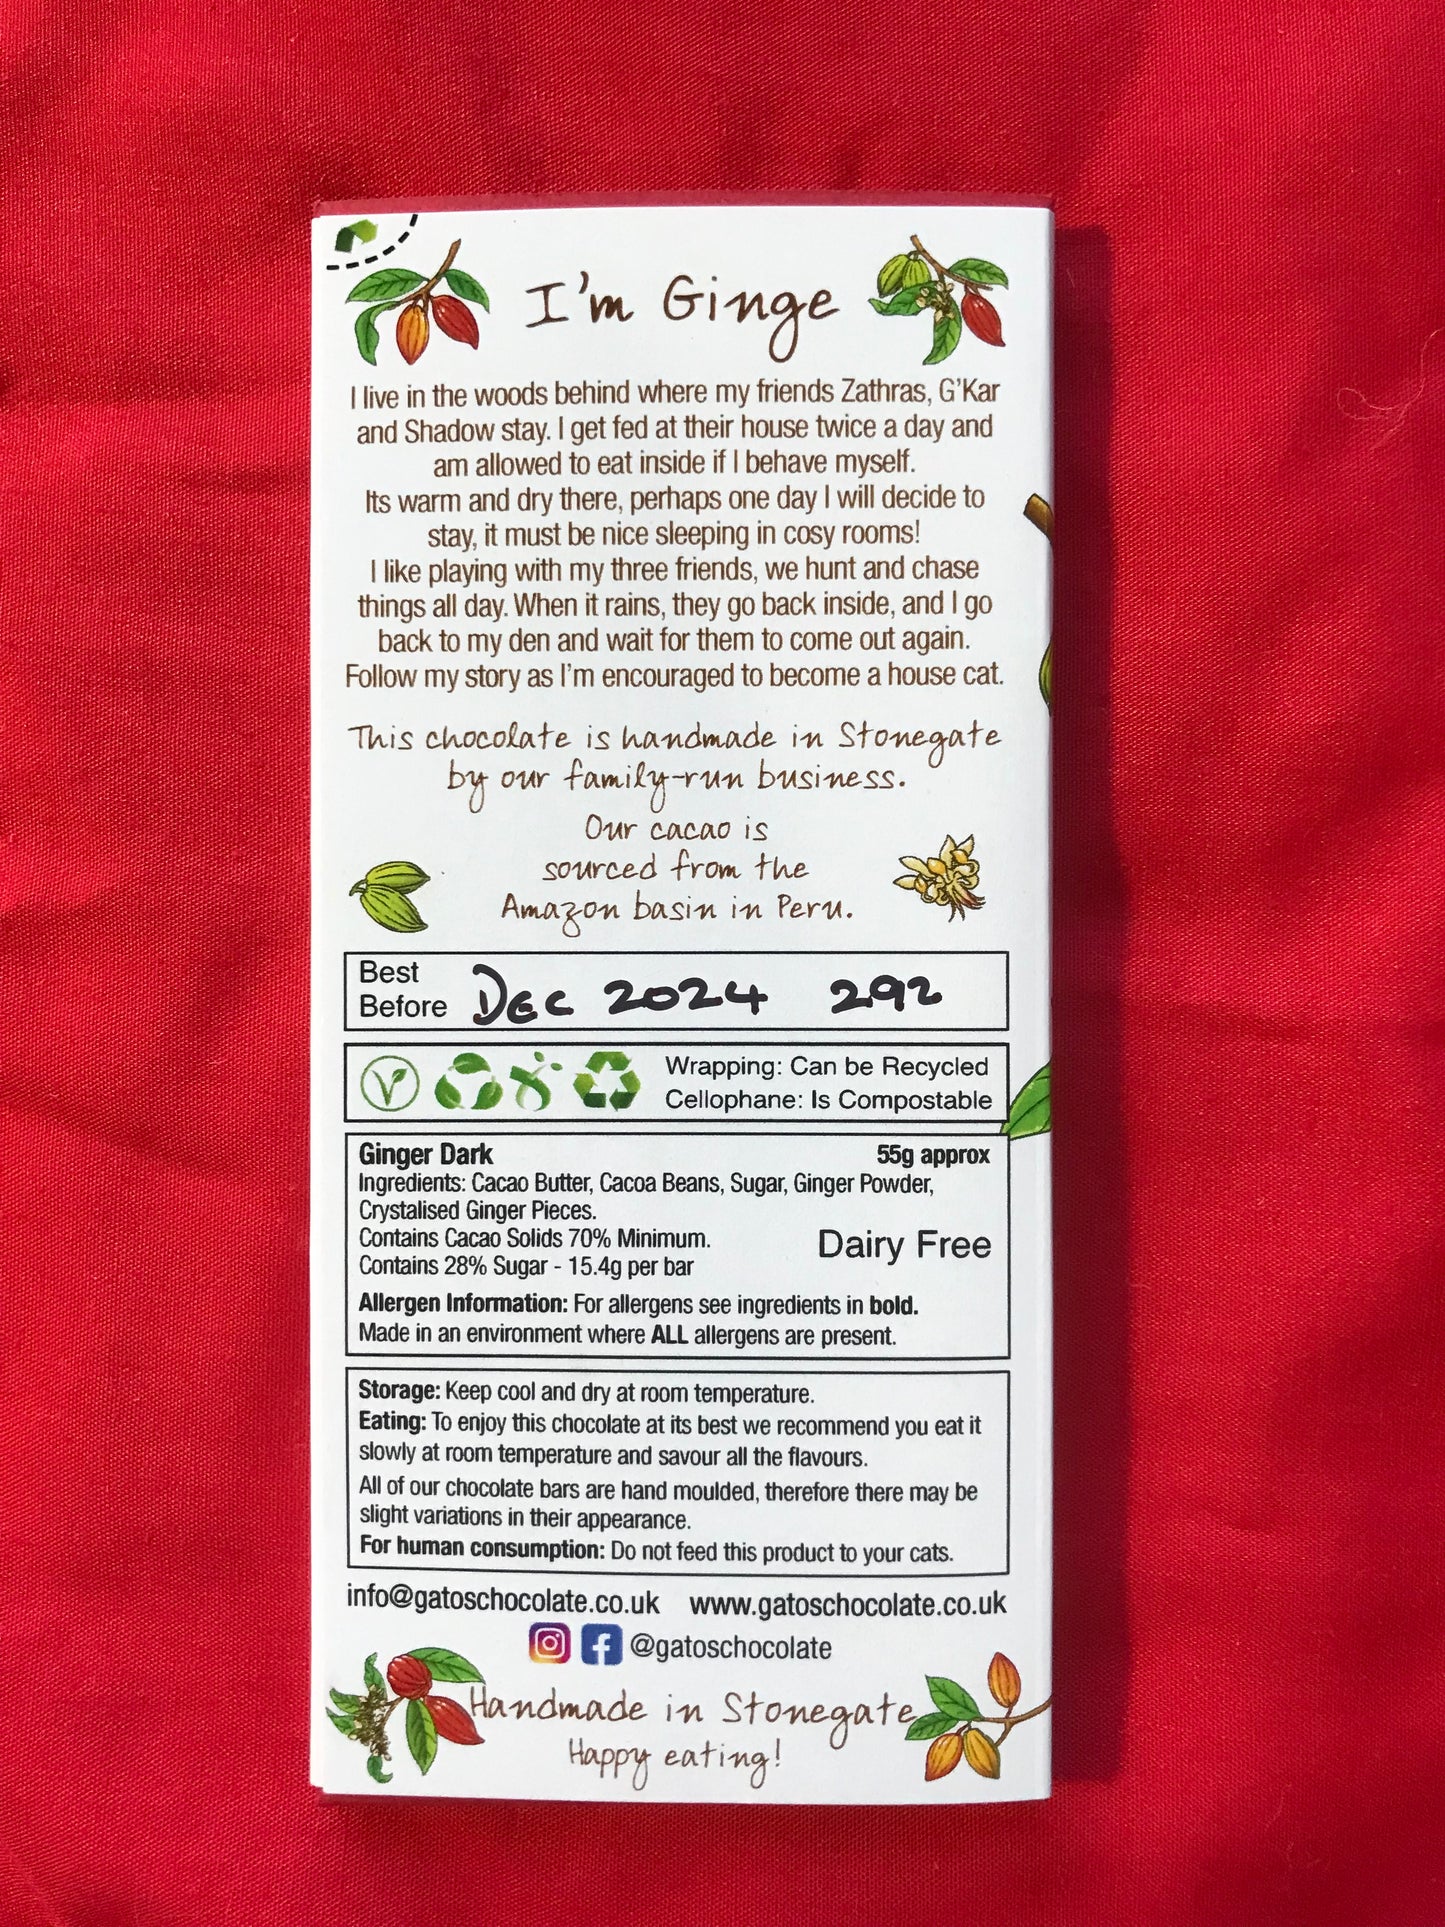 I'm Ginge
I live in the woods behind where my friends Zathras, G'Kar
and Shadow stay. I get fed at their house twice a day and
am allowed to eat inside if I behave myself.
Its warm and dry there, perhaps one day I will decide to
stay, it must be nice sleeping in cosy rooms!
I like playing with my three friends, we hunt and chase
things all day. When it rains, they go back inside, and I go
back to my den and wait for them to come out again.
Follow my story as I'm encouraged to become a house cat.
This chocolate is handmade in Stonegate
by our family-run business.
Our cacao is
sourced from the
Amazon basin in Peru.
Best
Before
Dec 2024 292
Wrapping: Can be Recycled
Cellophane: Is Compostable
Ginger Dark 55g approx
Ingredients: Cacao Butter, Cacoa Beans, Sugar, Ginger Powder,
Crystalised Ginger Pieces.
Contains Cacao Solids 70% Minimum.
Contains 28% Sugar - 15.4g per bar
Dairy Free
Allergen Information: For allergens see ingredients in bold.
Made in an environment where ALL allergens are present.
Storage: Keep cool and dry at room temperature.
Eating: To enjoy this chocolate at its best we recommend you eat it
slowly at room temperature and savour all the flavours.
All of our chocolate bars are hand moulded, therefore there may be
slight variations in their appearance.
For human consumption: Do not feed this product to your cats.
info@gatoschocolate.co.uk www.gatoschocolate.co.uk
@gatoschocolate
Handmade in Stonegate
Happy eating!